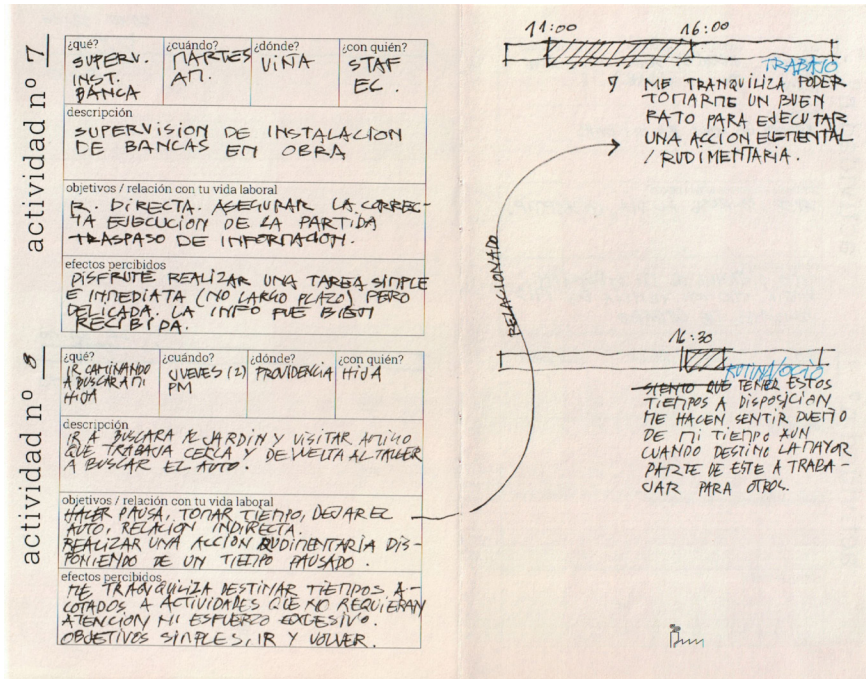 actividad nº 7
¿qué?
SUPERV.
INST.
BANCA
¿cuándo?
MARTES
AM.
¿dónde?
VIÑA
¿con quién?
STAF
EC.
descripción
SUPERVISION DE INSTALACION
DE BANCAS EN OBRA
objetivos / relación con tu vida laboral
R. DIRECTA. ASEGURAR LA CORREC-
TA EJECUCION DE LA PARTIDA
TRASPASO DE INFORMACION.
efectos percibidos
DISFRUTE REALIZAR UNA TAREA SIMPLE
E INMEDIATA (NO LARGO PLAZO) PERO
DELICADA. LA INFO FUE BIEN
RECIBIDA.
actividad nº 8
¿qué?
IR CAMINANDO
A BUSCAR A MI
HIJA
¿cuándo?
JUEVES (2)
PM
¿dónde?
PROVIDENCIA
¿con quién?
HIJA
descripción
IR A BUSCARA AL JARDIN Y VISITAR AMIGO
QUE TRABAJA CERCA Y DE VUELTA AL TALLER
A BUSCAR EL AUTO.
objetivos / relación con tu vida laboral
HACER PAUSA, TOMAR TIEMPO, DEJAR EL
AUTO, RELACION INDIRECTA.
REALIZAR UNA ACCION RUDIMENTARIA DIS-
PONIENDO DE UN TIEMPO PAUSADO.
efectos percibidos
ME TRANQUILIZA DESTINAR TIEMPOS A-
COTADOS A ACTIVIDADES QUE NO REQUIERAN
ATENCION NI ESFUERZO EXCESIVO.
OBJETIVOS SIMPLES, IR Y VOLVER.
RELACIONADO
11:00 16:00
TRABAJO
ME TRANQUILIZA PODER
TOMARME UN BUEN
RATO PARA EJECUTAR
UNA ACCION ELEMENTAL
/ RUDIMENTARIA.
16:30
RUTINA/OCIO
SIENTO QUE TENER ESTOS
TIEMPOS A DISPOSICION
ME HACEN SENTIR DUEÑO
DE MI TIEMPO AUN
CUANDO DESTINO LA MAYOR
PARTE DE ESTE A TRABA-
JAR PARA OTROS.